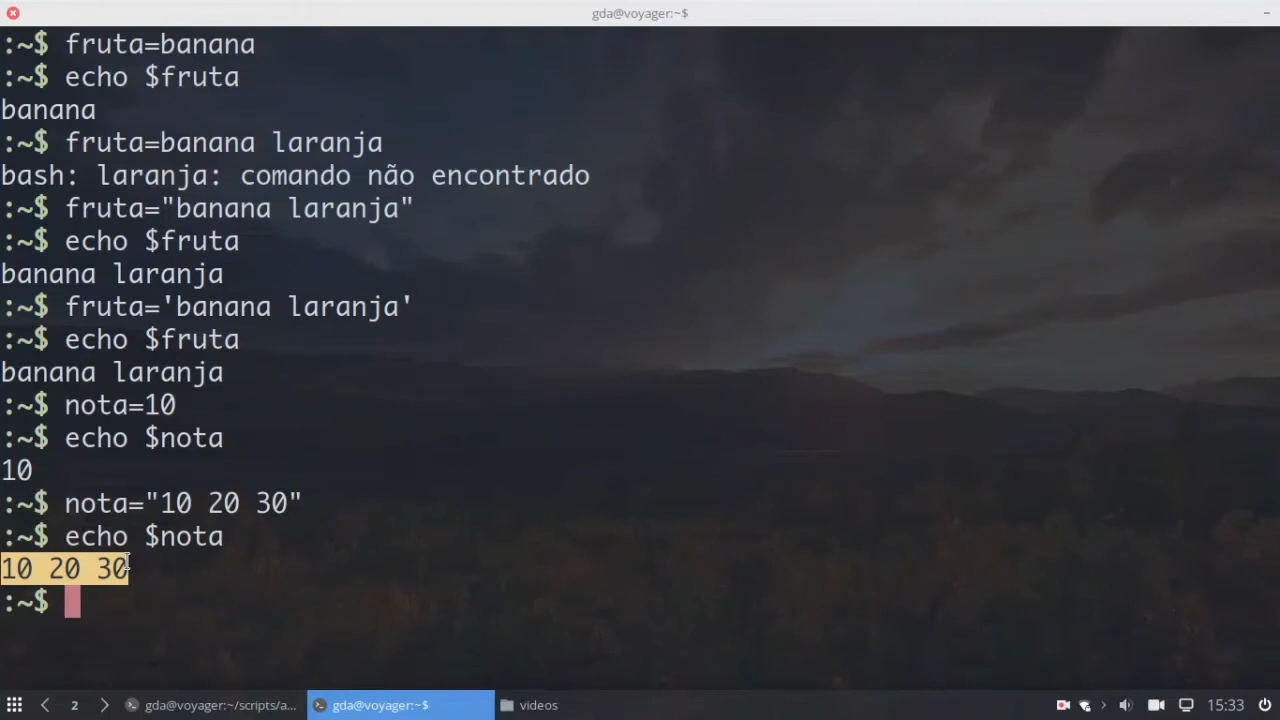 gda@voyager:~$
:~$ fruta=banana
:~$ echo $fruta
banana
:~$ fruta=banana laranja
bash: laranja: comando não encontrado
:~$ fruta="banana laranja"
:~$ echo $fruta
banana laranja
:~$ fruta='banana laranja'
:~$ echo $fruta
banana laranja
:~$ nota=10
:~$ echo $nota
10
:~$ nota="10 20 30"
:~$ echo $nota
10 20 30
:~$
2 gda@voyager:~/scripts/a... gda@voyager:~$ videos 15:33